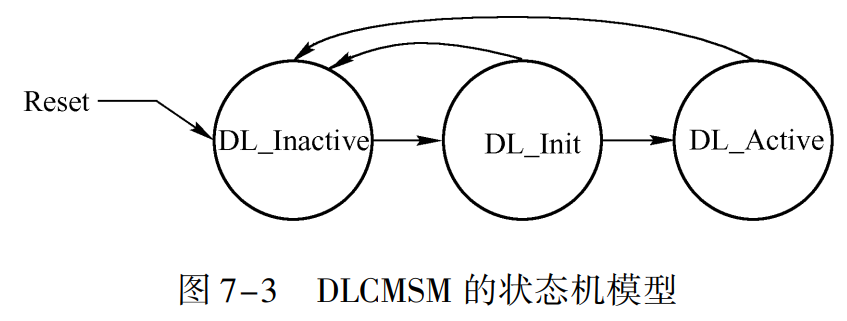 Reset
DL_Inactive
DL_Init
DL_Active
图 7-3 DLCMSM 的状态机模型